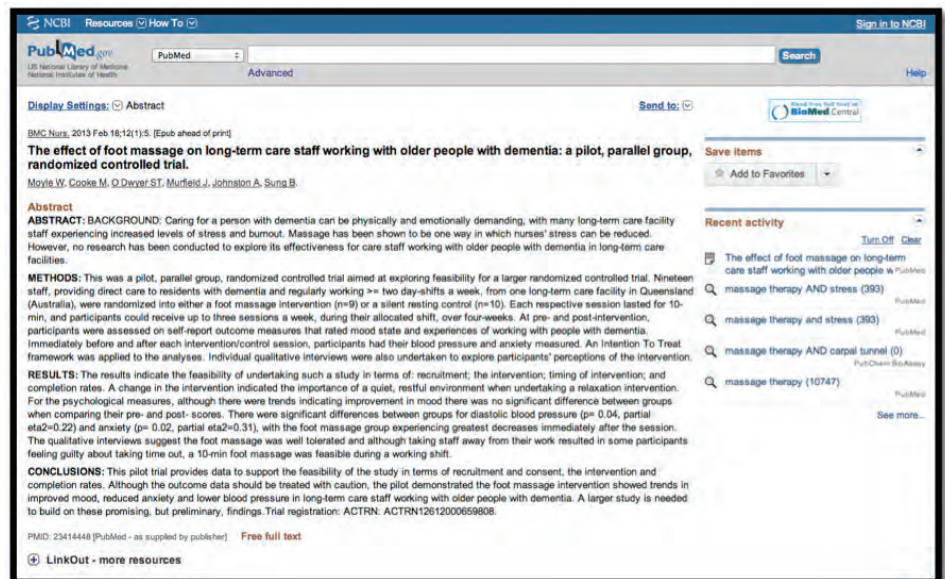 NCBI Resources How To Sign in to NCBI
PubMed.gov
US National Library of Medicine
National Institutes of Health
PubMed
Search
Advanced
Help
Display Settings: Abstract
Send to:
BMC Nurs. 2013 Feb 18;12(1):5. [Epub ahead of print]
The effect of foot massage on long-term care staff working with older people with dementia: a pilot, parallel group,
randomized controlled trial.
Moyle W, Cooke M, O Dwyer ST, Murfield J, Johnston A, Sung B.
Abstract
ABSTRACT: BACKGROUND: Caring for a person with dementia can be physically and emotionally demanding, with many long-term care facility
staff experiencing increased levels of stress and burnout. Massage has been shown to be one way in which nurses' stress can be reduced.
However, no research has been conducted to explore its effectiveness for care staff working with older people with dementia in long-term care
facilities.
METHODS: This was a pilot, parallel group, randomized controlled trial aimed at exploring feasibility for a larger randomized controlled trial. Nineteen
staff, providing direct care to residents with dementia and regularly working >= two day-shifts a week, from one long-term care facility in Queensland
(Australia), were randomized into either a foot massage intervention (n=9) or a silent resting control (n=10). Each respective session lasted for 10-
min, and participants could receive up to three sessions a week, during their allocated shift, over four-weeks. At pre- and post-intervention,
participants were assessed on self-report outcome measures that rated mood state and experiences of working with people with dementia.
Immediately before and after each intervention/control session, participants had their blood pressure and anxiety measured. An Intention To Treat
framework was applied to the analyses. Individual qualitative interviews were also undertaken to explore participants' perceptions of the intervention.
RESULTS: The results indicate the feasibility of undertaking such a study in terms of: recruitment; the intervention; timing of intervention; and
completion rates. A change in the intervention indicated the importance of a quiet, restful environment when undertaking a relaxation intervention.
For the psychological measures, although there were trends indicating improvement in mood there was no significant difference between groups
when comparing their pre- and post- scores. There were significant differences between groups for diastolic blood pressure (p= 0.04, partial
eta2=0.22) and anxiety (p= 0.02, partial eta2=0.31), with the foot massage group experiencing greatest decreases immediately after the session.
The qualitative interviews suggest the foot massage was well tolerated and although taking staff away from their work resulted in some participants
feeling guilty about taking time out, a 10-min foot massage was feasible during a working shift.
CONCLUSIONS: This pilot trial provides data to support the feasibility of the study in terms of recruitment and consent, the intervention and
completion rates. Although the outcome data should be treated with caution, the pilot demonstrated the foot massage intervention showed trends in
improved mood, reduced anxiety and lower blood pressure in long-term care staff working with older people with dementia. A larger study is needed
to build on these promising, but preliminary, findings.Trial registration: ACTRN: ACTRN12612000659808.
PMID: 23414448 [PubMed - as supplied by publisher] Free full text
LinkOut - more resources
Read free full text at
BioMed Central
Save items
Add to Favorites
Recent activity
Turn Off Clear
The effect of foot massage on long-term
care staff working with older people w PubMed
massage therapy AND stress (393)
PubMed
massage therapy and stress (393)
PubMed
massage therapy AND carpal tunnel (0)
PubChem BioAssay
massage therapy (10747)
PubMed
See more...